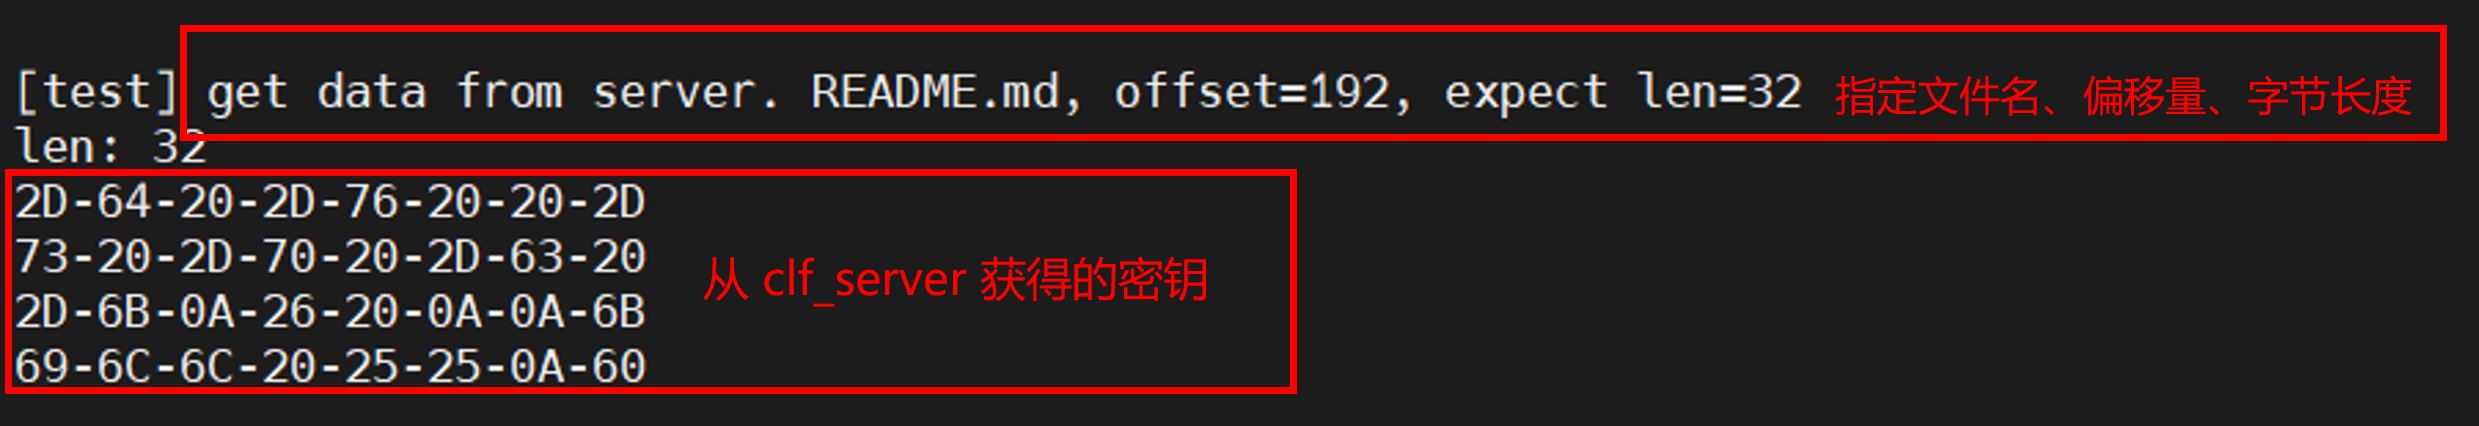 [test] get data from server. README.md, offset=192, expect len=32 指定文件名、偏移量、字节长度
len: 32
2D-64-20-2D-76-20-20-2D
73-20-2D-70-20-2D-63-20
从 clf_server 获得的密钥
2D-6B-0A-26-20-0A-0A-6B
69-6C-6C-20-25-25-0A-60